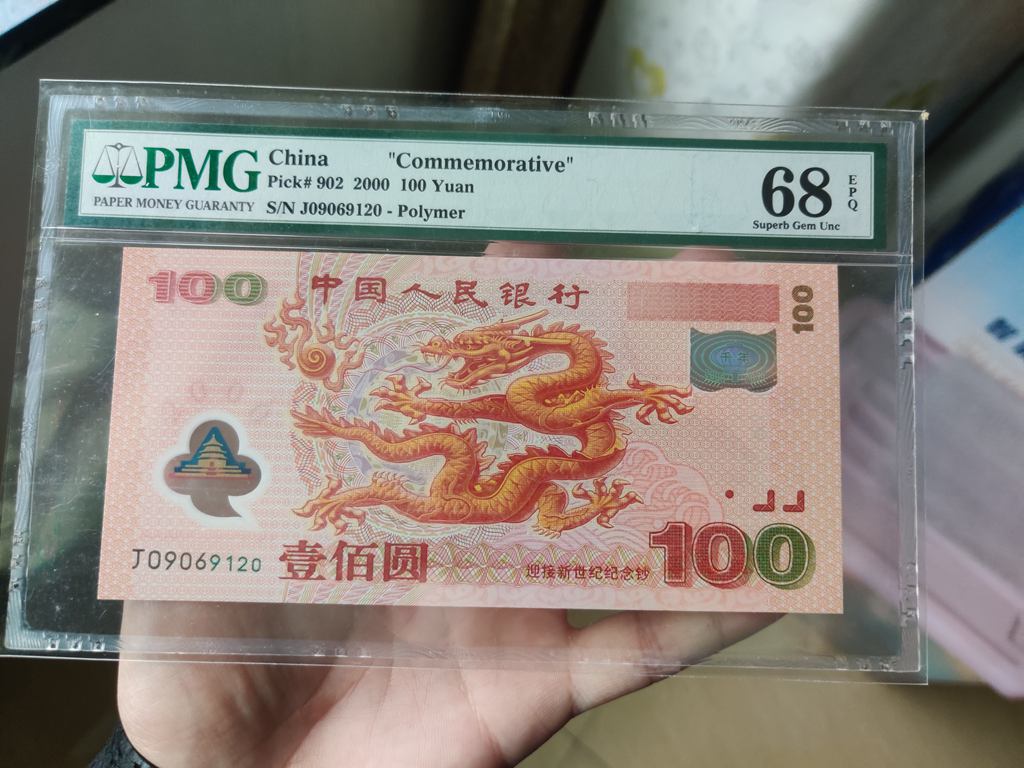 PMG
PAPER MONEY GUARANTY
China "Commemorative"
Pick# 902 2000 100 Yuan
S/N J09069120 - Polymer
68
EPQ
Superb Gem Unc
100
中国人民银行
100
千年
J09069120
壹佰圆
迎接新世纪纪念钞
100